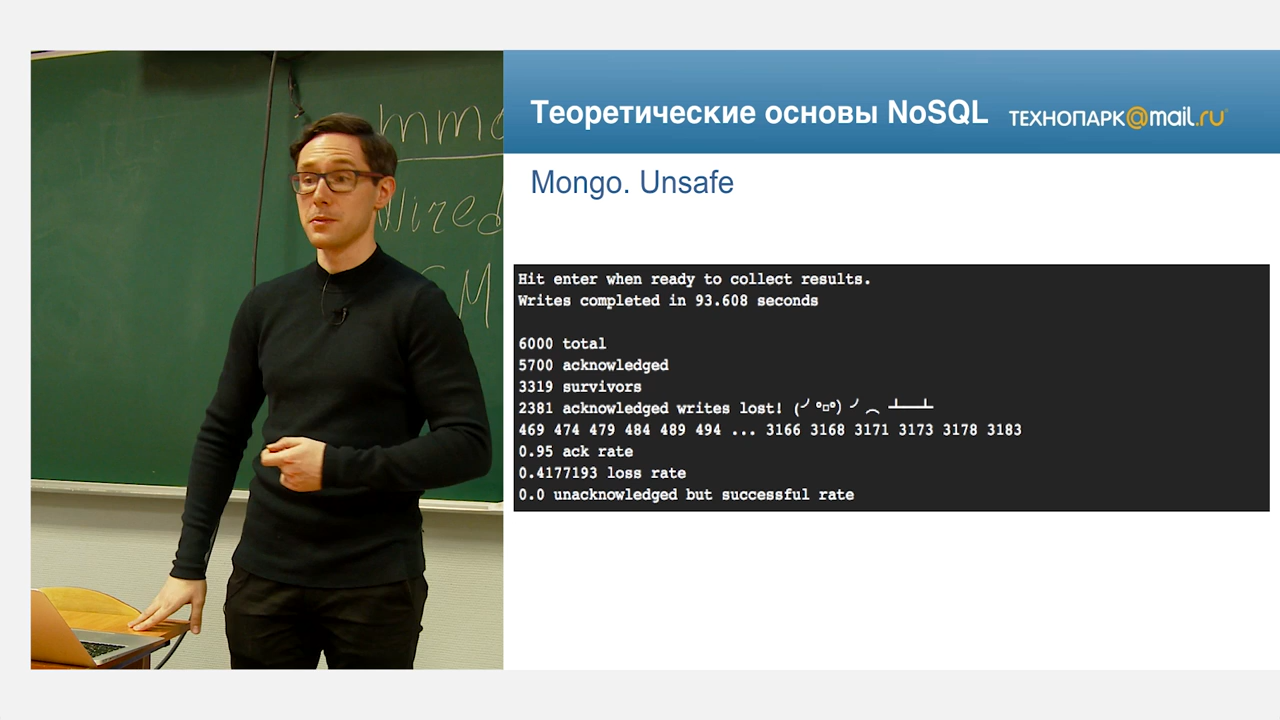 mm
Wired
M
Теоретические основы NoSQL
ТЕХНОПАРК@mail.ru
Mongo. Unsafe
Hit enter when ready to collect results.
Writes completed in 93.608 seconds
6000 total
5700 acknowledged
3319 survivors
2381 acknowledged writes lost! (╯°□°）╯︵ ┻━┻
469 474 479 484 489 494 ... 3166 3168 3171 3173 3178 3183
0.95 ack rate
0.4177193 loss rate
0.0 unacknowledged but successful rate